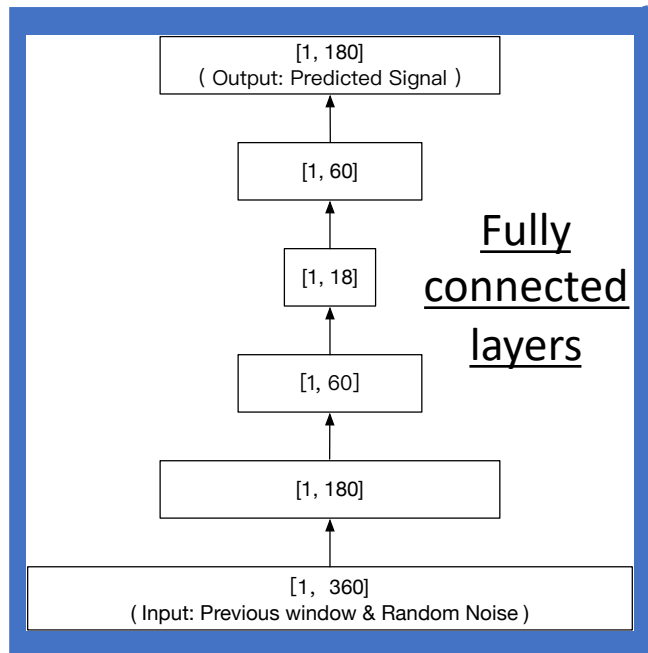 [1, 180]
( Output: Predicted Signal )
[1, 60]
[1, 18]
Fully
connected
layers
[1, 60]
[1, 180]
[1, 360]
( Input: Previous window & Random Noise )